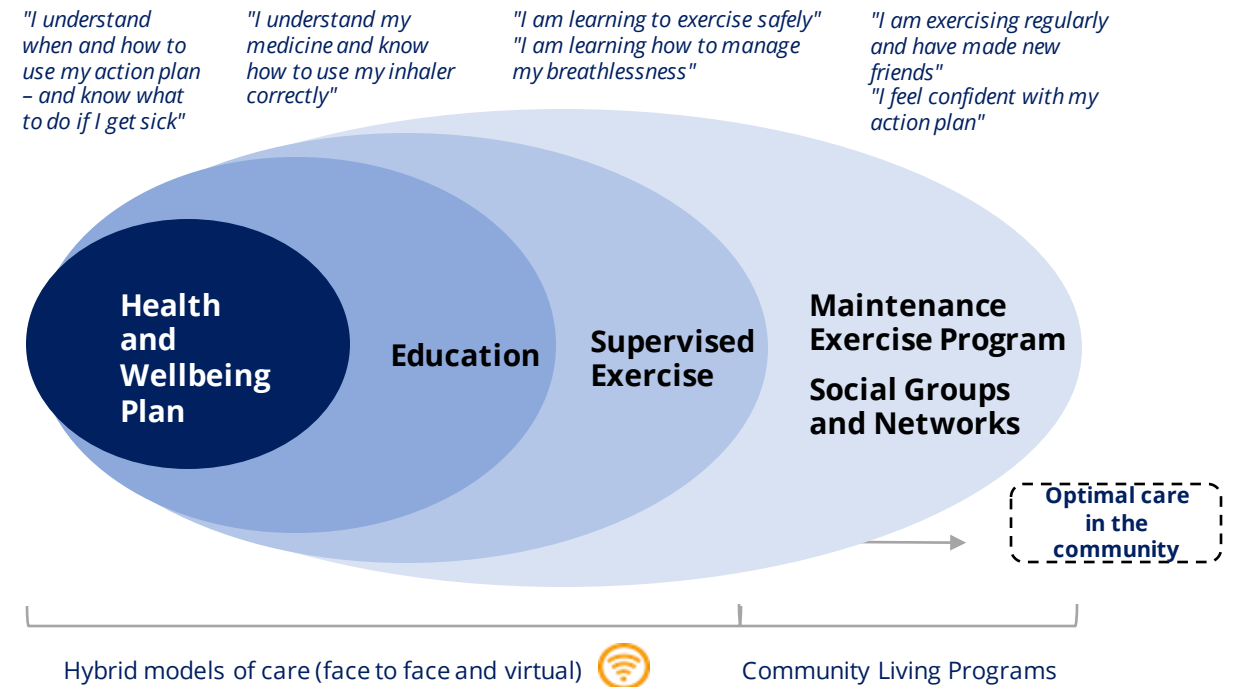 "I understand
when and how to
use my action plan
– and know what
to do if I get sick"
"I understand my
medicine and know
how to use my inhaler
correctly"
"I am learning to exercise safely"
"I am learning how to manage
my breathlessness"
"I am exercising regularly
and have made new
friends"
"I feel confident with my
action plan"
Health
and
Wellbeing
Plan
Education
Supervised
Exercise
Maintenance
Exercise Program
Social Groups
and Networks
Optimal care
in the
community
Hybrid models of care (face to face and virtual)
Community Living Programs